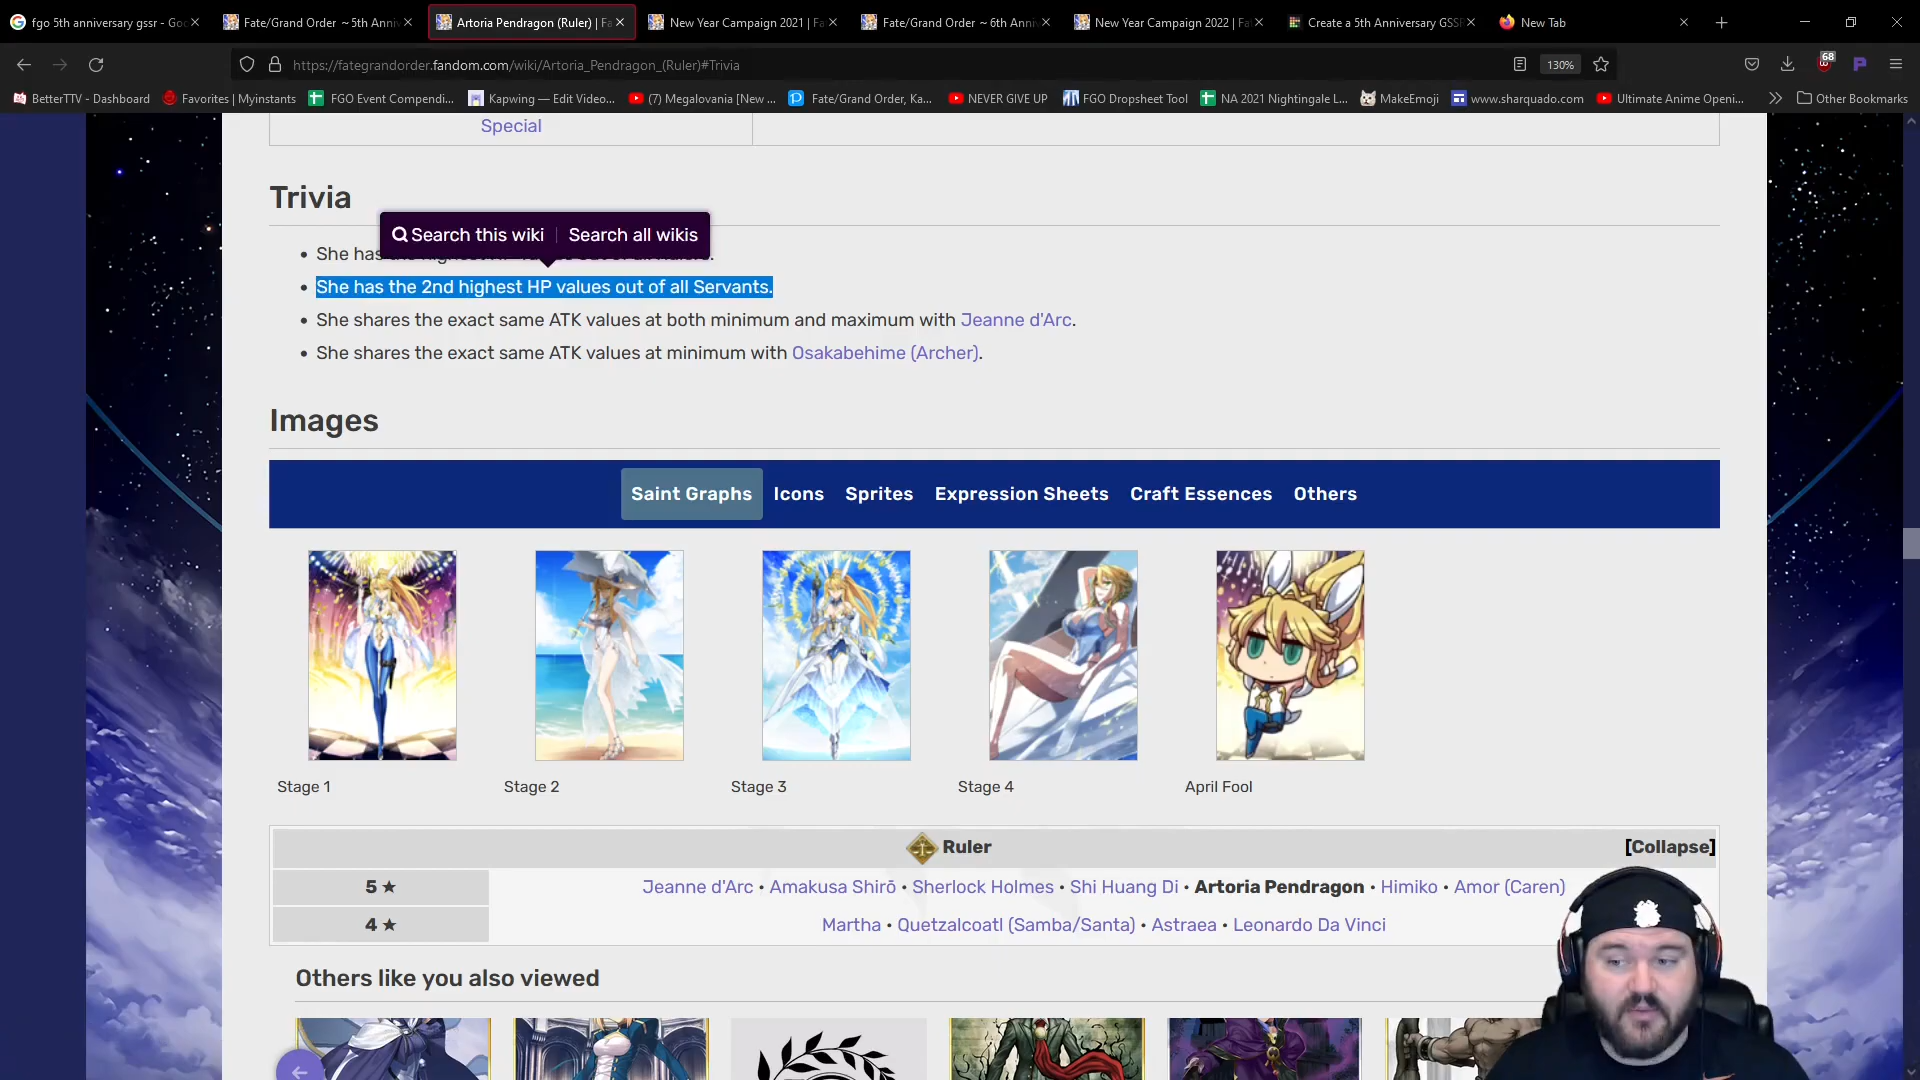 fgo 5th anniversary gssr - Goo
Fate/Grand Order ~5th Anni
Artoria Pendragon (Ruler) | Fa
New Year Campaign 2021 | Fa
Fate/Grand Order ~6th Anni
New Year Campaign 2022 | Fat
Create a 5th Anniversary GSSR
New Tab
https://fategrandorder.fandom.com/wiki/Artoria_Pendragon_(Ruler)#Trivia
130%
68
BetterTTV - Dashboard
Favorites | Myinstants
FGO Event Compendi...
Kapwing — Edit Video...
(7) Megalovania [New ...
Fate/Grand Order, Ka...
NEVER GIVE UP
FGO Dropsheet Tool
NA 2021 Nightingale L...
MakeEmoji
www.sharquado.com
Ultimate Anime Openi...
Other Bookmarks
Special
Trivia
Search this wiki
Search all wikis
She has
She has the 2nd highest HP values out of all Servants.
She shares the exact same ATK values at both minimum and maximum with Jeanne d'Arc.
She shares the exact same ATK values at minimum with Osakabehime (Archer).
Images
Saint Graphs
Icons
Sprites
Expression Sheets
Craft Essences
Others
Stage 1
Stage 2
Stage 3
Stage 4
April Fool
Ruler
[Collapse]
5 ★
Jeanne d'Arc • Amakusa Shirō • Sherlock Holmes • Shi Huang Di • Artoria Pendragon • Himiko • Amor (Caren)
4 ★
Martha • Quetzalcoatl (Samba/Santa) • Astraea • Leonardo Da Vinci
Others like you also viewed